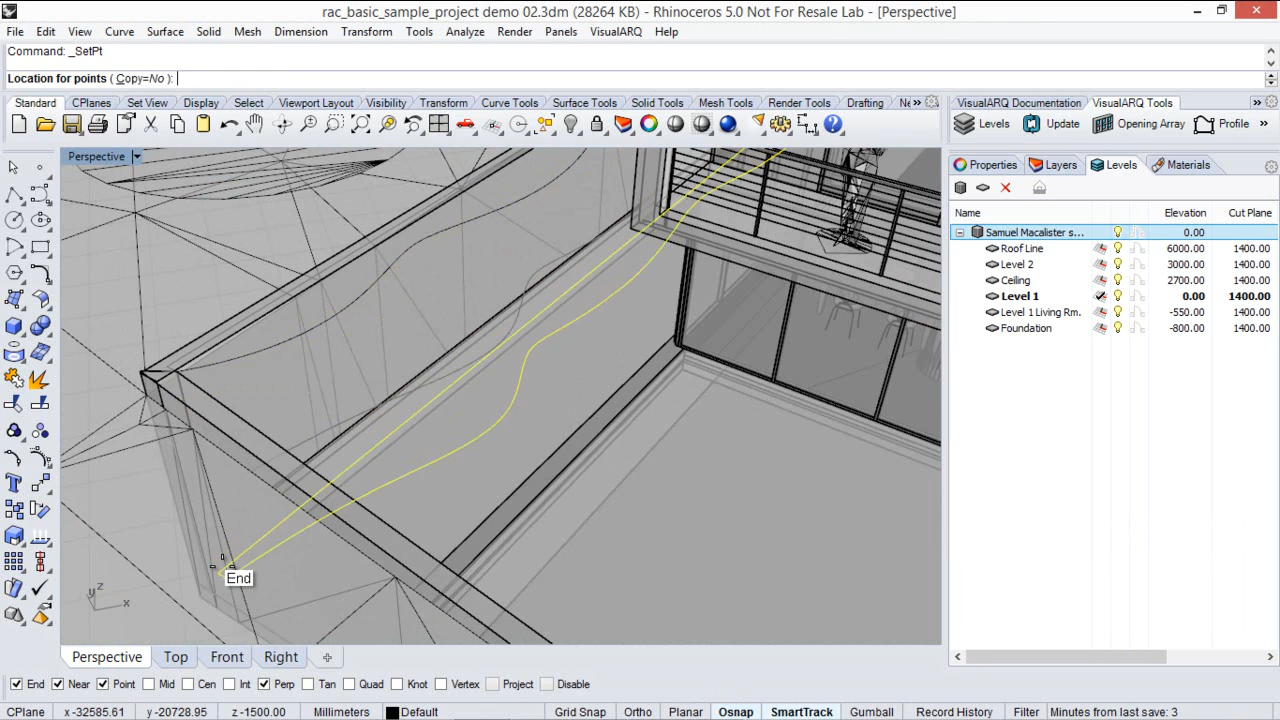 rac_basic_sample_project demo 02.3dm (28264 KB) - Rhinoceros 5.0 Not For Resale Lab - [Perspective]
File Edit View Curve Surface Solid Mesh Dimension Transform Tools Analyze Render Panels VisualARQ Help
Command: _SetPt
Location for points ( Copy=No ):
Standard CPlanes Set View Display Select Viewport Layout Visibility Transform Curve Tools Surface Tools Solid Tools Mesh Tools Render Tools Drafting
VisualARQ Documentation VisualARQ Tools
Levels Update Opening Array Profile
Perspective
Properties Layers Levels Materials
Name Elevation Cut Plane
Samuel Macalister s... 0.00
Roof Line 6000.00 1400.00
Level 2 3000.00 1400.00
Ceiling 2700.00 1400.00
Level 1 0.00 1400.00
Level 1 Living Rm. -550.00 1400.00
Foundation -800.00 1400.00
End
z
y
x
Perspective Top Front Right
End Near Point Mid Cen Int Perp Tan Quad Knot Vertex Project Disable
CPlane x -32585.61 y -20728.95 z -1500.00 Millimeters Default Grid Snap Ortho Planar Osnap SmartTrack Gumball Record History Filter Minutes from last save: 3